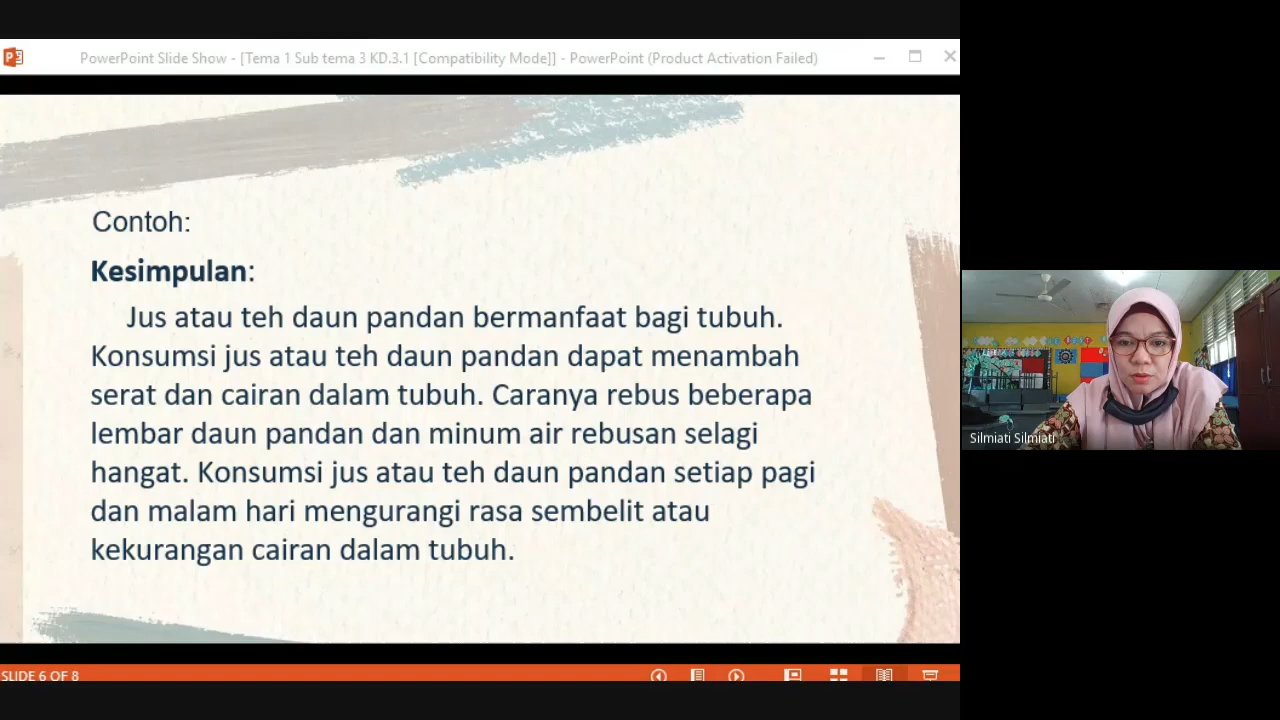 PowerPoint Slide Show - [Tema 1 Sub tema 3 KD.3.1 [Compatibility Mode]] - PowerPoint (Product Activation Failed)
Contoh:
Kesimpulan:
Jus atau teh daun pandan bermanfaat bagi tubuh.
Konsumsi jus atau teh daun pandan dapat menambah
serat dan cairan dalam tubuh. Caranya rebus beberapa
lembar daun pandan dan minum air rebusan selagi
hangat. Konsumsi jus atau teh daun pandan setiap pagi
dan malam hari mengurangi rasa sembelit atau
kekurangan cairan dalam tubuh.
SLIDE 6 OF 8
Silmiati Silmiati